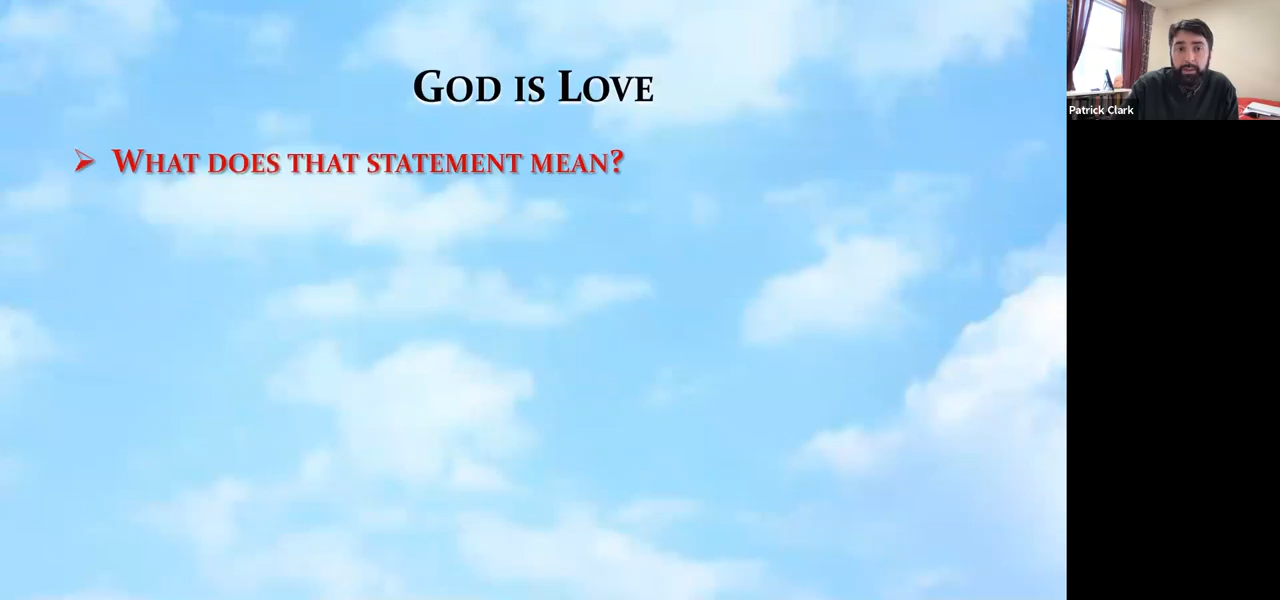 God is Love
➢ What does that statement mean?
Patrick Clark